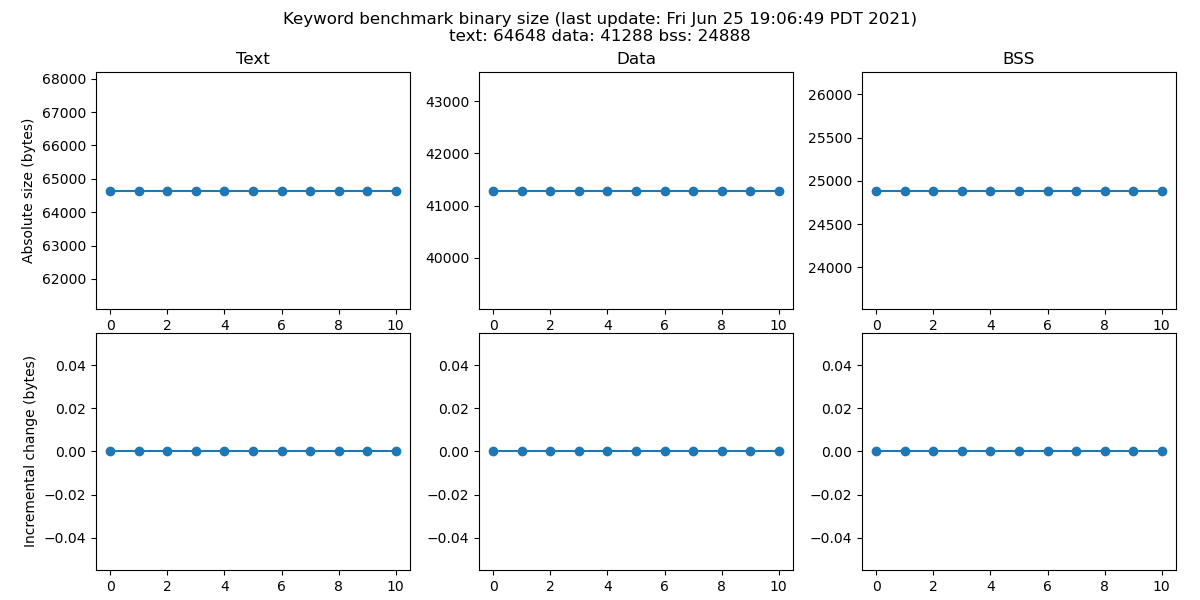 Keyword benchmark binary size (last update: Fri Jun 25 19:06:49 PDT 2021)
text: 64648 data: 41288 bss: 24888
Text
Data
BSS
Absolute size (bytes)
68000
67000
66000
65000
64000
63000
62000
0 2 4 6 8 10
43000
42000
41000
40000
0 2 4 6 8 10
26000
25500
25000
24500
24000
0 2 4 6 8 10
Incremental change (bytes)
0.04
0.02
0.00
−0.02
−0.04
0 2 4 6 8 10
0.04
0.02
0.00
−0.02
−0.04
0 2 4 6 8 10
0.04
0.02
0.00
−0.02
−0.04
0 2 4 6 8 10